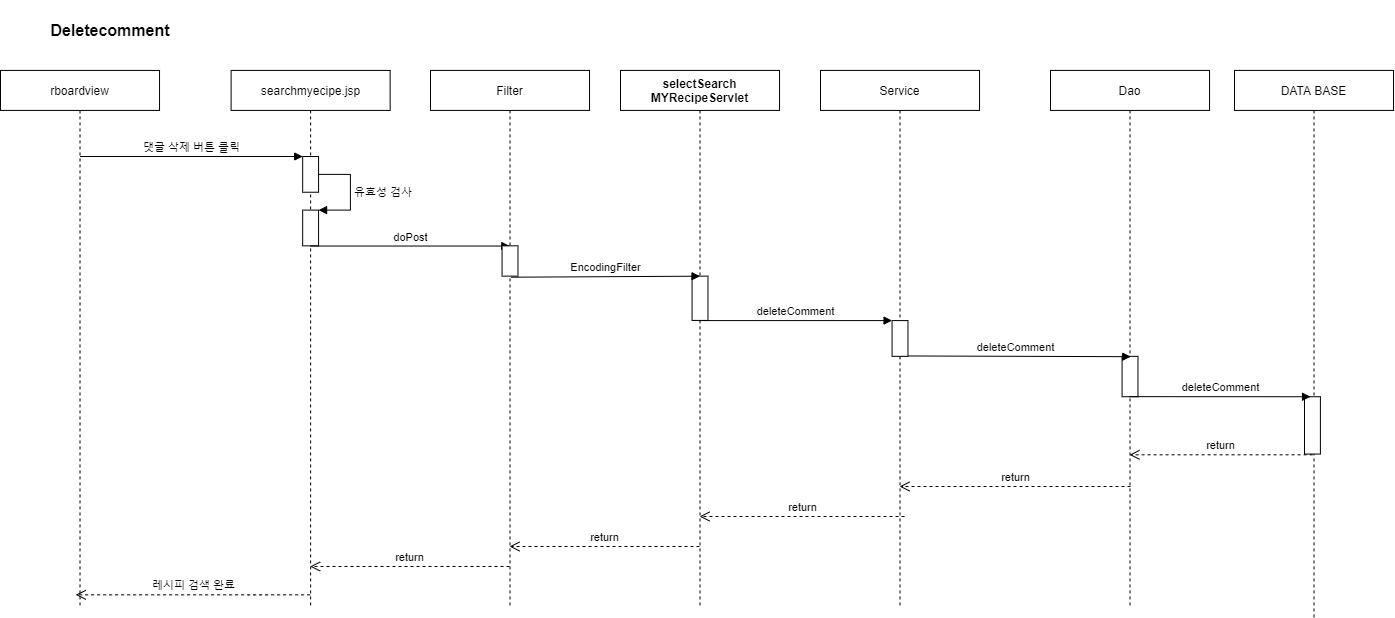 Deletecomment
rboardview
searchmyecipe.jsp
Filter
selectSearch
MYRecipeServlet
Service
Dao
DATA BASE
댓글 삭제 버튼 클릭
유효성 검사
doPost
EncodingFilter
deleteComment
deleteComment
deleteComment
return
return
return
return
return
레시피 검색 완료